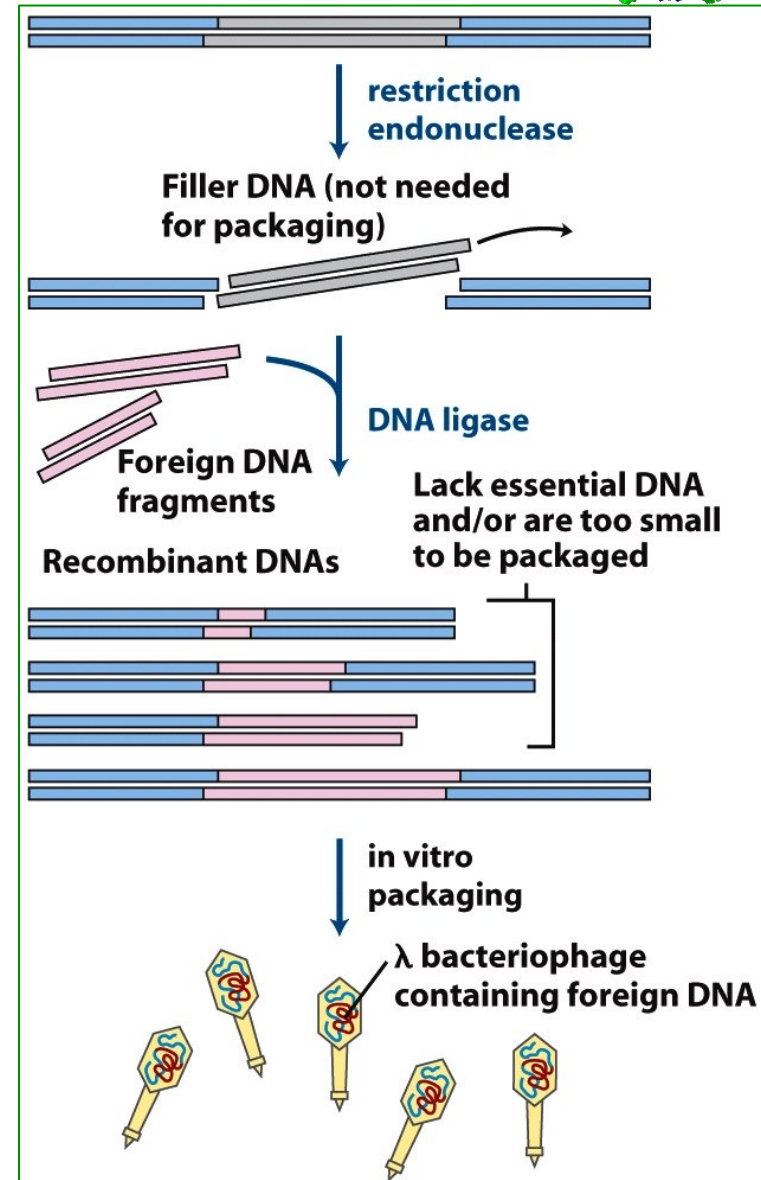 restriction
endonuclease
Filler DNA (not needed
for packaging)
DNA ligase
Foreign DNA
fragments
Lack essential DNA
and/or are too small
to be packaged
Recombinant DNAs
in vitro
packaging
λ bacteriophage
containing foreign DNA